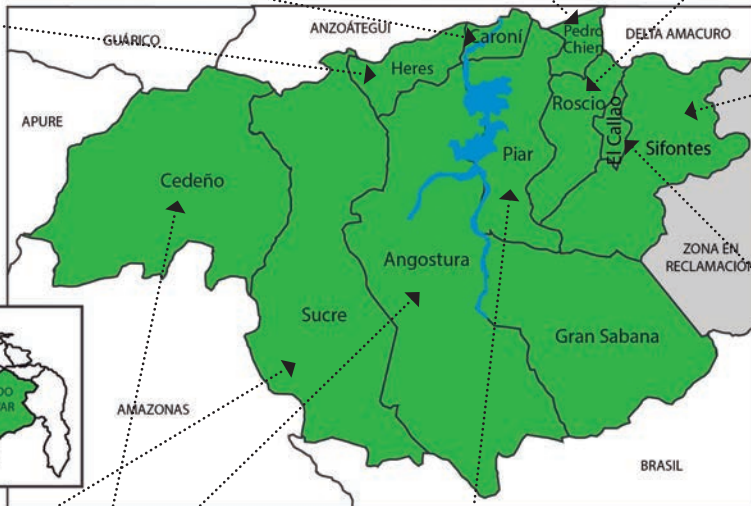 GUÁRICO
ANZOÁTEGUI
DELTA AMACURO
Caroní
Pedro
Chien
Heres
APURE
Roscio
El Callao
Sifontes
Piar
Cedeño
ZONA EN
RECLAMACIÓN
Angostura
Sucre
Gran Sabana
AMAZONAS
BRASIL